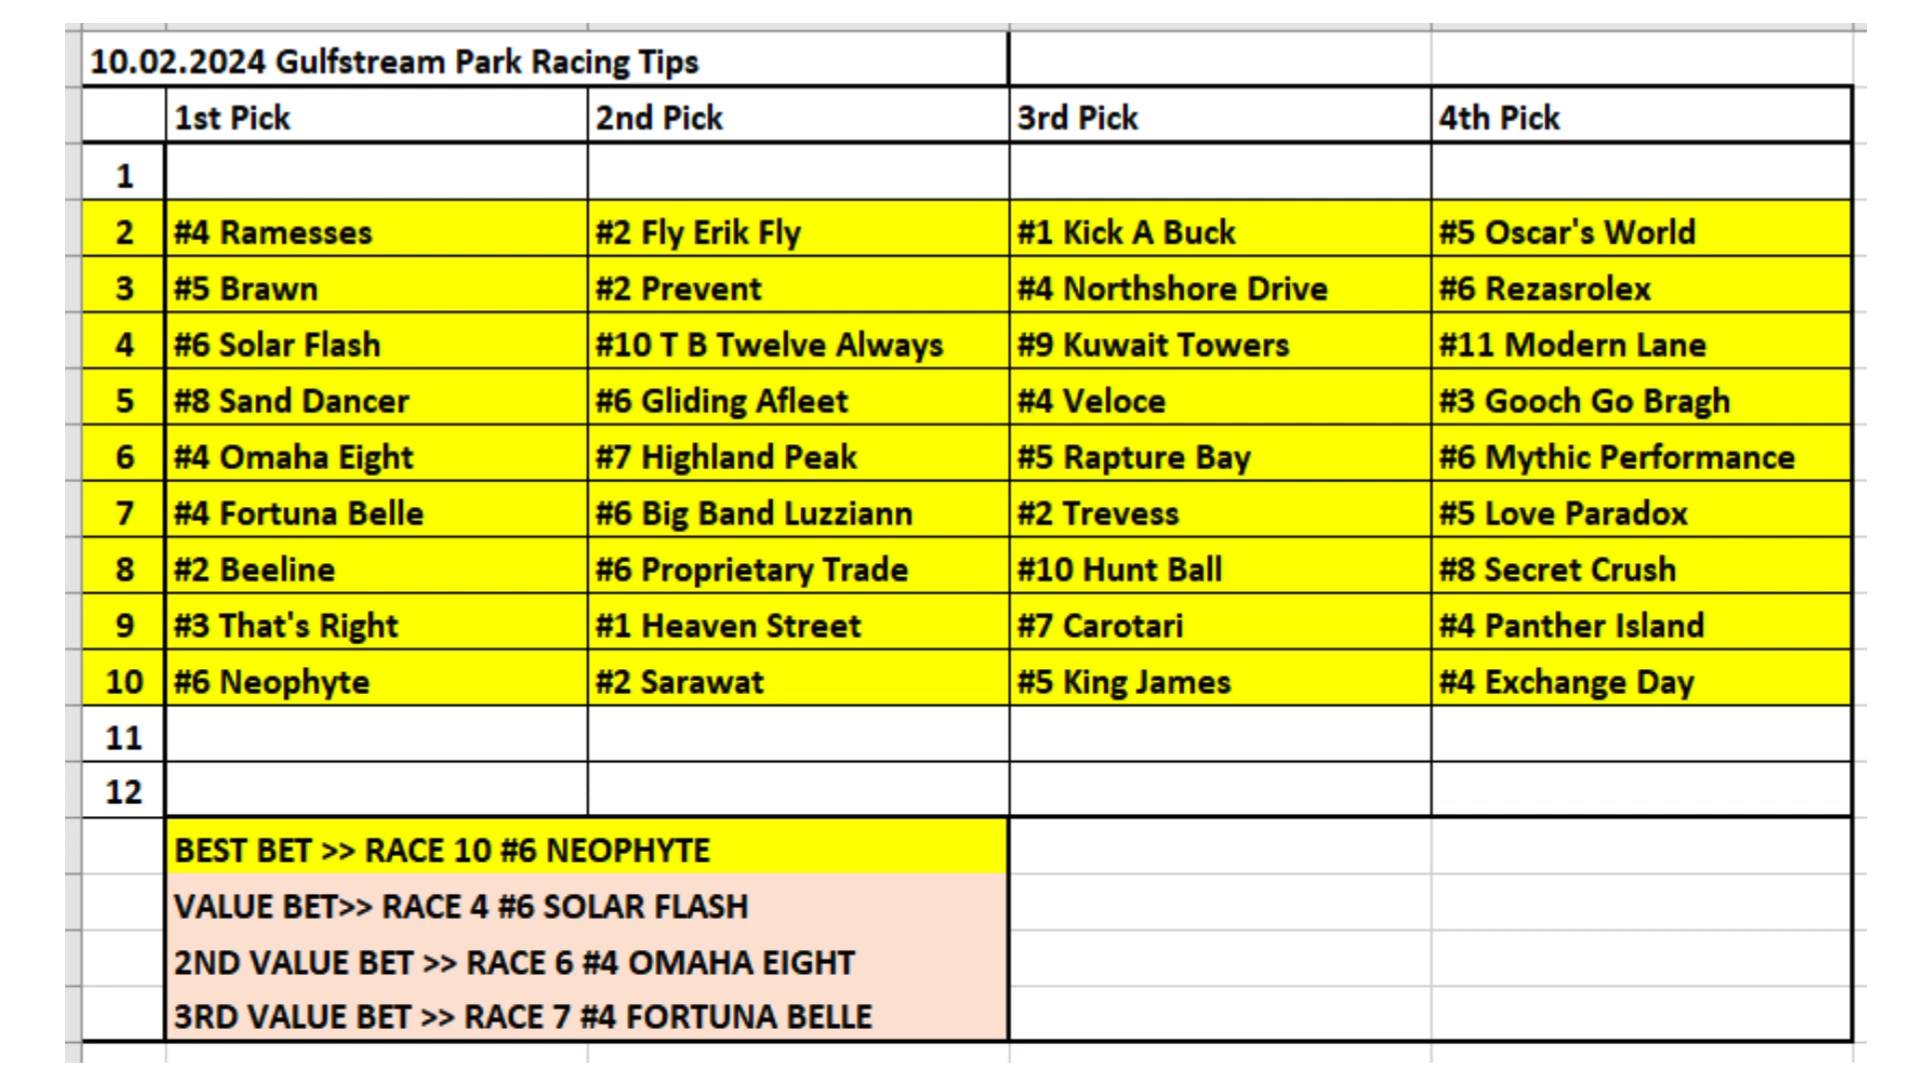 10.02.2024 Gulfstream Park Racing Tips
1st Pick 2nd Pick 3rd Pick 4th Pick
1
2 #4 Ramesses #2 Fly Erik Fly #1 Kick A Buck #5 Oscar's World
3 #5 Brawn #2 Prevent #4 Northshore Drive #6 Rezasrolex
4 #6 Solar Flash #10 T B Twelve Always #9 Kuwait Towers #11 Modern Lane
5 #8 Sand Dancer #6 Gliding Afleet #4 Veloce #3 Gooch Go Bragh
6 #4 Omaha Eight #7 Highland Peak #5 Rapture Bay #6 Mythic Performance
7 #4 Fortuna Belle #6 Big Band Luzziann #2 Trevess #5 Love Paradox
8 #2 Beeline #6 Proprietary Trade #10 Hunt Ball #8 Secret Crush
9 #3 That's Right #1 Heaven Street #7 Carotari #4 Panther Island
10 #6 Neophyte #2 Sarawat #5 King James #4 Exchange Day
11
12
BEST BET >> RACE 10 #6 NEOPHYTE
VALUE BET>> RACE 4 #6 SOLAR FLASH
2ND VALUE BET >> RACE 6 #4 OMAHA EIGHT
3RD VALUE BET >> RACE 7 #4 FORTUNA BELLE